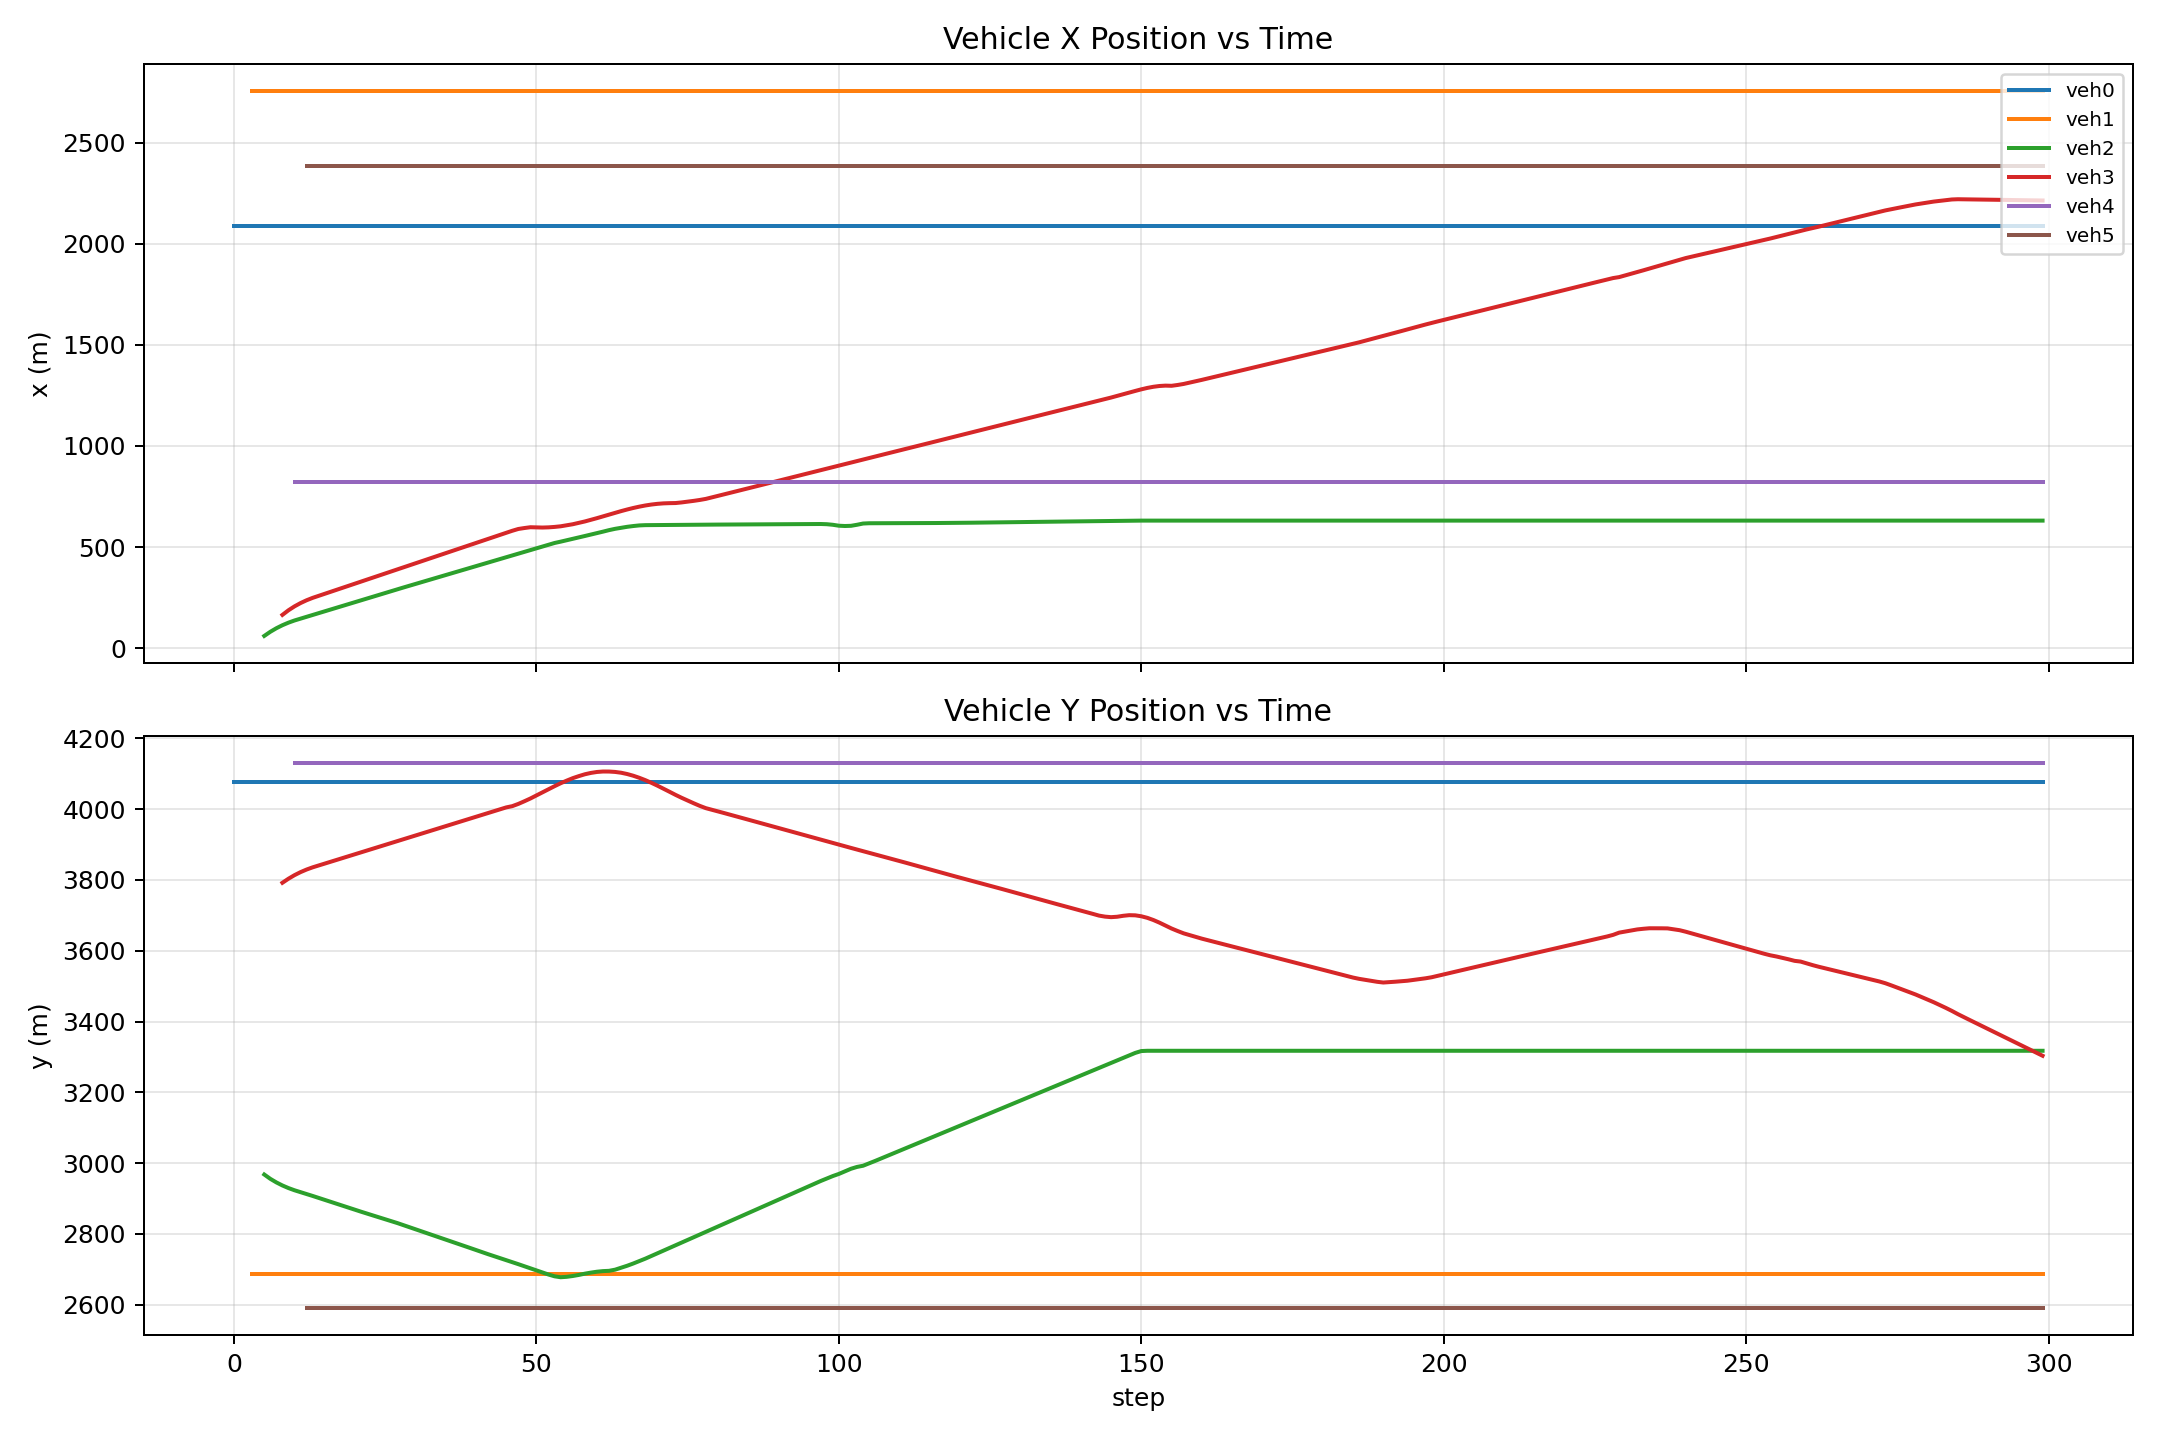 Vehicle X Position vs Time
x (m)
2500
2000
1500
1000
500
0
veh0
veh1
veh2
veh3
veh4
veh5
Vehicle Y Position vs Time
y (m)
4200
4000
3800
3600
3400
3200
3000
2800
2600
0 50 100 150 200 250 300
step